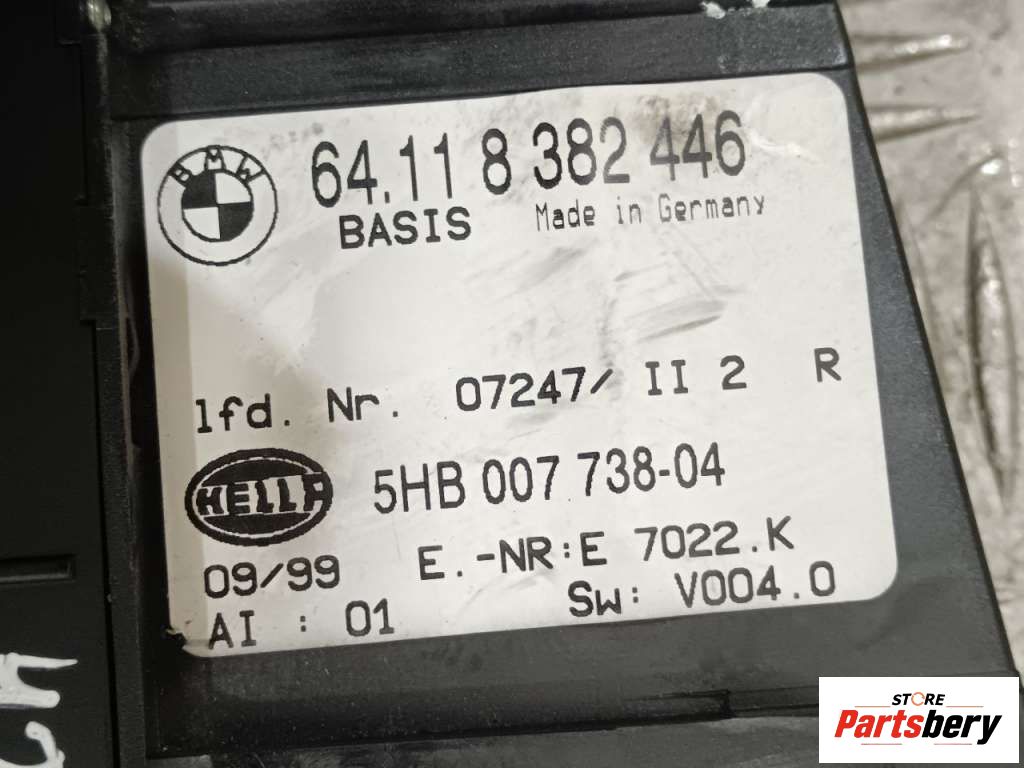 BMW
64.11 8 382 446
BASIS Made in Germany
lfd. Nr. 07247/ II 2 R
HELLA 5HB 007 738-04
09/99 E.-NR:E 7022.K
AI : 01 Sw: V004.0
STORE
Partsbery